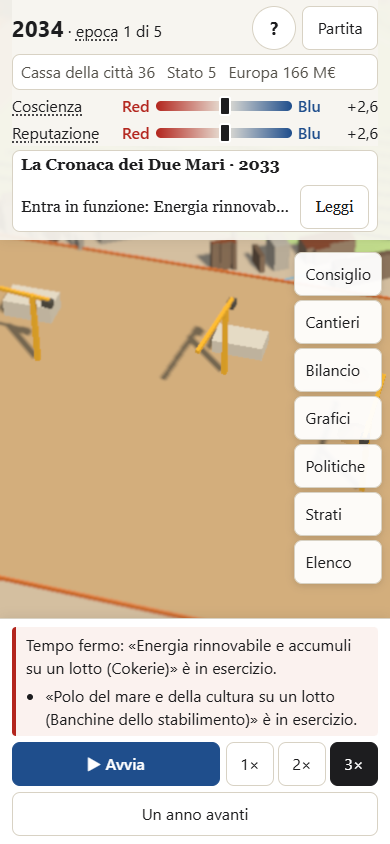 2034 · epoca 1 di 5
?
Partita
Cassa della città 36 Stato 5 Europa 166 M€
Coscienza Red Blu +2,6
Reputazione Red Blu +2,6
La Cronaca dei Due Mari · 2033
Entra in funzione: Energia rinnovab...
Leggi
Consiglio
Cantieri
Bilancio
Grafici
Politiche
Strati
Elenco
Tempo fermo: «Energia rinnovabile e accumuli
su un lotto (Cokerie)» è in esercizio.
• «Polo del mare e della cultura su un lotto
(Banchine dello stabilimento)» è in esercizio.
▶ Avvia
1×
2×
3×
Un anno avanti